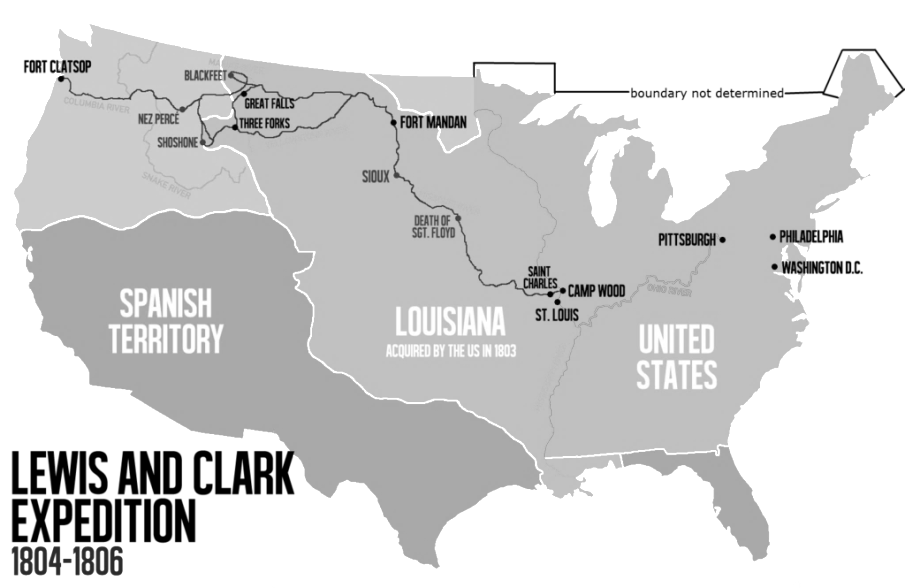 boundary not determined
FORT CLATSOP
BLACKFEET
GREAT FALLS
COLUMBIA RIVER
NEZ PERCÉ
THREE FORKS
FORT MANDAN
SHOSHONE
SIOUX
SNAKE RIVER
DEATH OF
SGT. FLOYD
PITTSBURGH
PHILADELPHIA
WASHINGTON D.C.
SAINT
CHARLES
CAMP WOOD
OHIO RIVER
ST. LOUIS
SPANISH
TERRITORY
LOUISIANA
ACQUIRED BY THE US IN 1803
UNITED
STATES
LEWIS AND CLARK
EXPEDITION
1804-1806